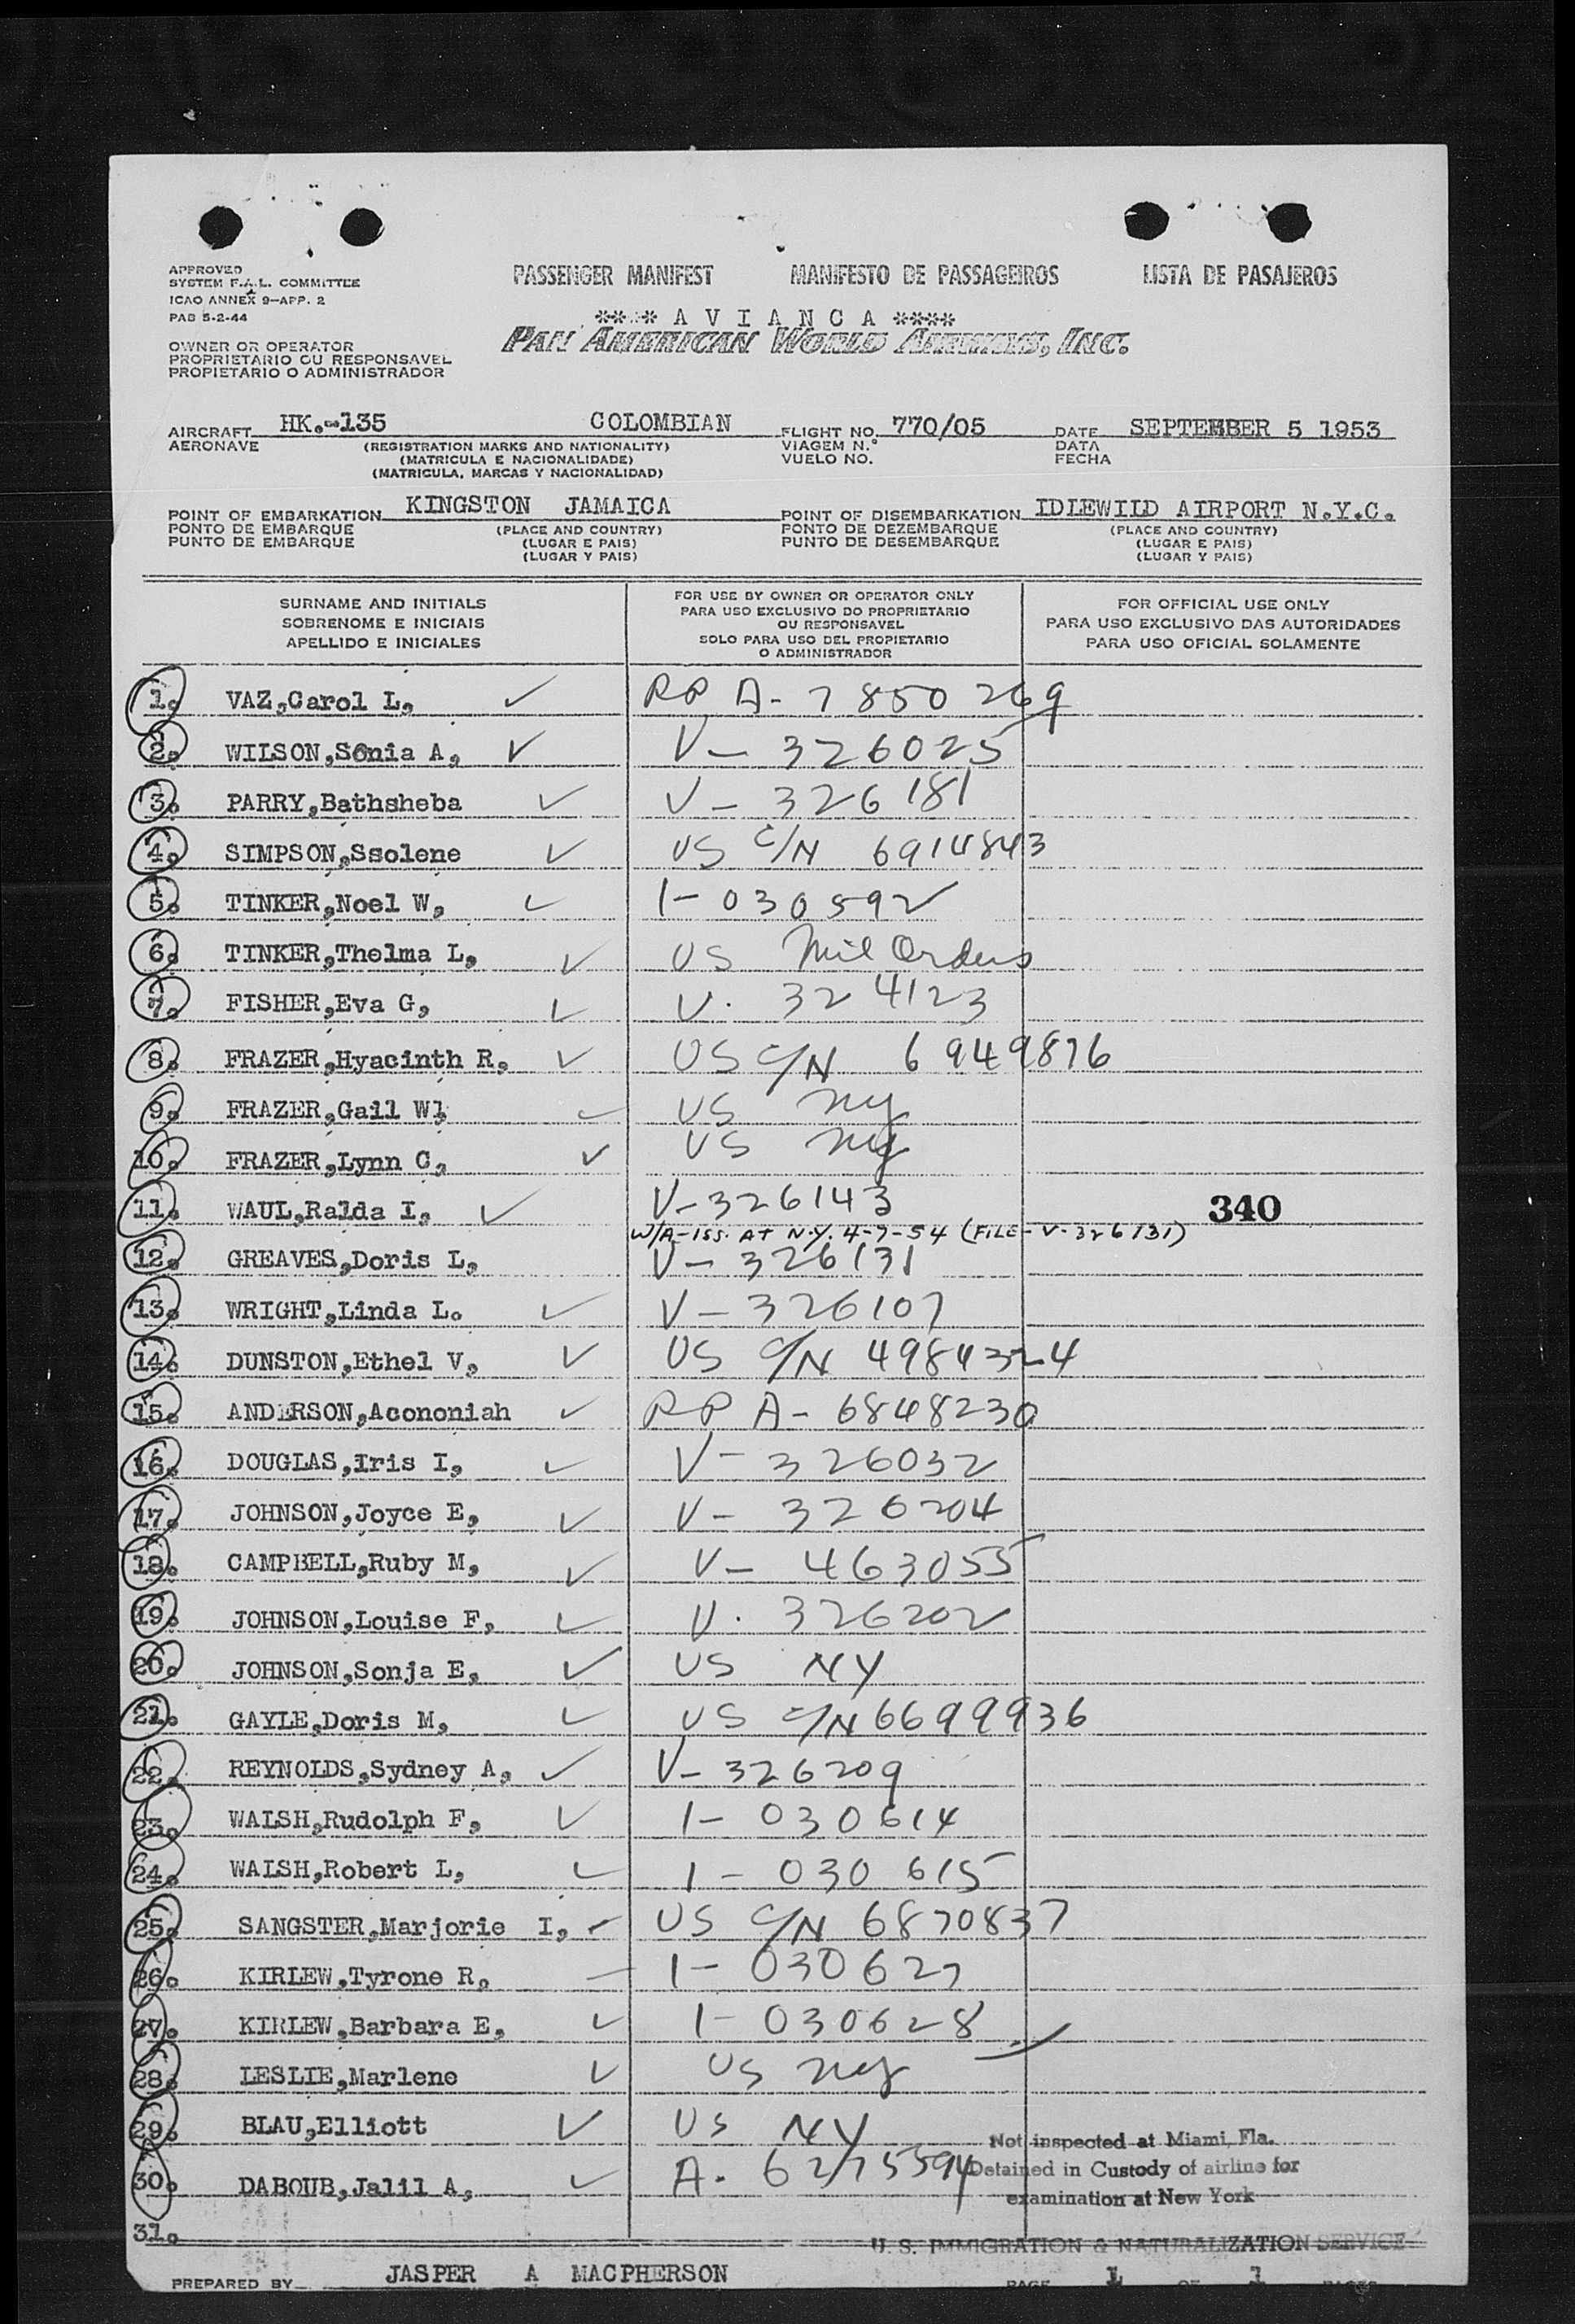 APPROVED
SYSTEM F.A.L. COMMITTEE
ICAO ANNEX 9-APP. 2
PAB 5-2-44
PASSENGER MANIFEST MANIFESTO DE PASSAGEIROS LISTA DE PASAJEROS
**** A V I A N C A ****
PAN AMERICAN WORLD AIRWAYS, INC.
OWNER OR OPERATOR
PROPRIETARIO OU RESPONSAVEL
PROPIETARIO O ADMINISTRADOR
AIRCRAFT HK.-135 COLOMBIAN FLIGHT NO. 770/05 DATE SEPTEMBER 5 1953
AERONAVE (REGISTRATION MARKS AND NATIONALITY) VIAGEM N.° DATA
(MATRICULA E NACIONALIDADE) VUELO NO. FECHA
(MATRICULA, MARCAS Y NACIONALIDAD)
POINT OF EMBARKATION KINGSTON JAMAICA POINT OF DISEMBARKATION IDLEWILD AIRPORT N.Y.C.
PONTO DE EMBARQUE (PLACE AND COUNTRY) PONTO DE DEZEMBARQUE (PLACE AND COUNTRY)
PUNTO DE EMBARQUE (LUGAR E PAIS) PUNTO DE DESEMBARQUE (LUGAR E PAIS)
(LUGAR Y PAIS) (LUGAR Y PAIS)
SURNAME AND INITIALS
SOBRENOME E INICIAIS
APELLIDO E INICIALES
FOR USE BY OWNER OR OPERATOR ONLY
PARA USO EXCLUSIVO DO PROPRIETARIO
OU RESPONSAVEL
SOLO PARA USO DEL PROPIETARIO
O ADMINISTRADOR
FOR OFFICIAL USE ONLY
PARA USO EXCLUSIVO DAS AUTORIDADES
PARA USO OFICIAL SOLAMENTE
1. VAZ,Carol L, ✓ RP A- 7850269
2. WILSON,Sonia A, ✓ V- 326025
3. PARRY,Bathsheba ✓ V- 326181
4. SIMPSON,Ssolene ✓ US C/N 6914843
5. TINKER,Noel W, ✓ 1- 030592
6. TINKER,Thelma L, ✓ US Mil Orders
7. FISHER,Eva G, ✓ V. 324123
8. FRAZER,Hyacinth R, ✓ US C/N 6949876
9. FRAZER,Gail W1 ✓ US NY
10. FRAZER,Lynn C, ✓ US NY
11. WAUL,Ralda I, ✓ V-326143 340
W/A-ISS. AT N.Y. 4-7-54 (FILE-V-326131)
12. GREAVES,Doris L, V- 326131
13. WRIGHT,Linda L. ✓ V- 326107
14. DUNSTON,Ethel V, ✓ US C/N 4984324
15. ANDERSON,Acononiah ✓ RP A- 6848230
16. DOUGLAS,Iris I, ✓ V- 326032
17. JOHNSON,Joyce E, ✓ V- 326204
18. CAMPBELL,Ruby M, ✓ V- 463055
19. JOHNSON,Louise F, ✓ V. 326202
20. JOHNSON,Sonja E, ✓ US NY
21. GAYLE,Doris M, ✓ US C/N 6699936
22. REYNOLDS,Sydney A, ✓ V- 326209
23. WALSH,Rudolph F, ✓ 1- 030614
24. WALSH,Robert L, ✓ 1- 030615
25. SANGSTER,Marjorie I, ✓ US C/N 6870837
26. KIRLEW,Tyrone R, 1- 030627
27. KIRLEW,Barbara E, ✓ 1- 030628
28. LESLIE,Marlene ✓ US NY
29. BLAU,Elliott ✓ US NY
30. DABOUB,Jalil A, ✓ A. 6275594
Not inspected at Miami, Fla.
Detained in Custody of airline for
examination at New York
31.
U. S. IMMIGRATION & NATURALIZATION SERVICE
PREPARED BY JASPER A MACPHERSON PAGE 1 OF 1